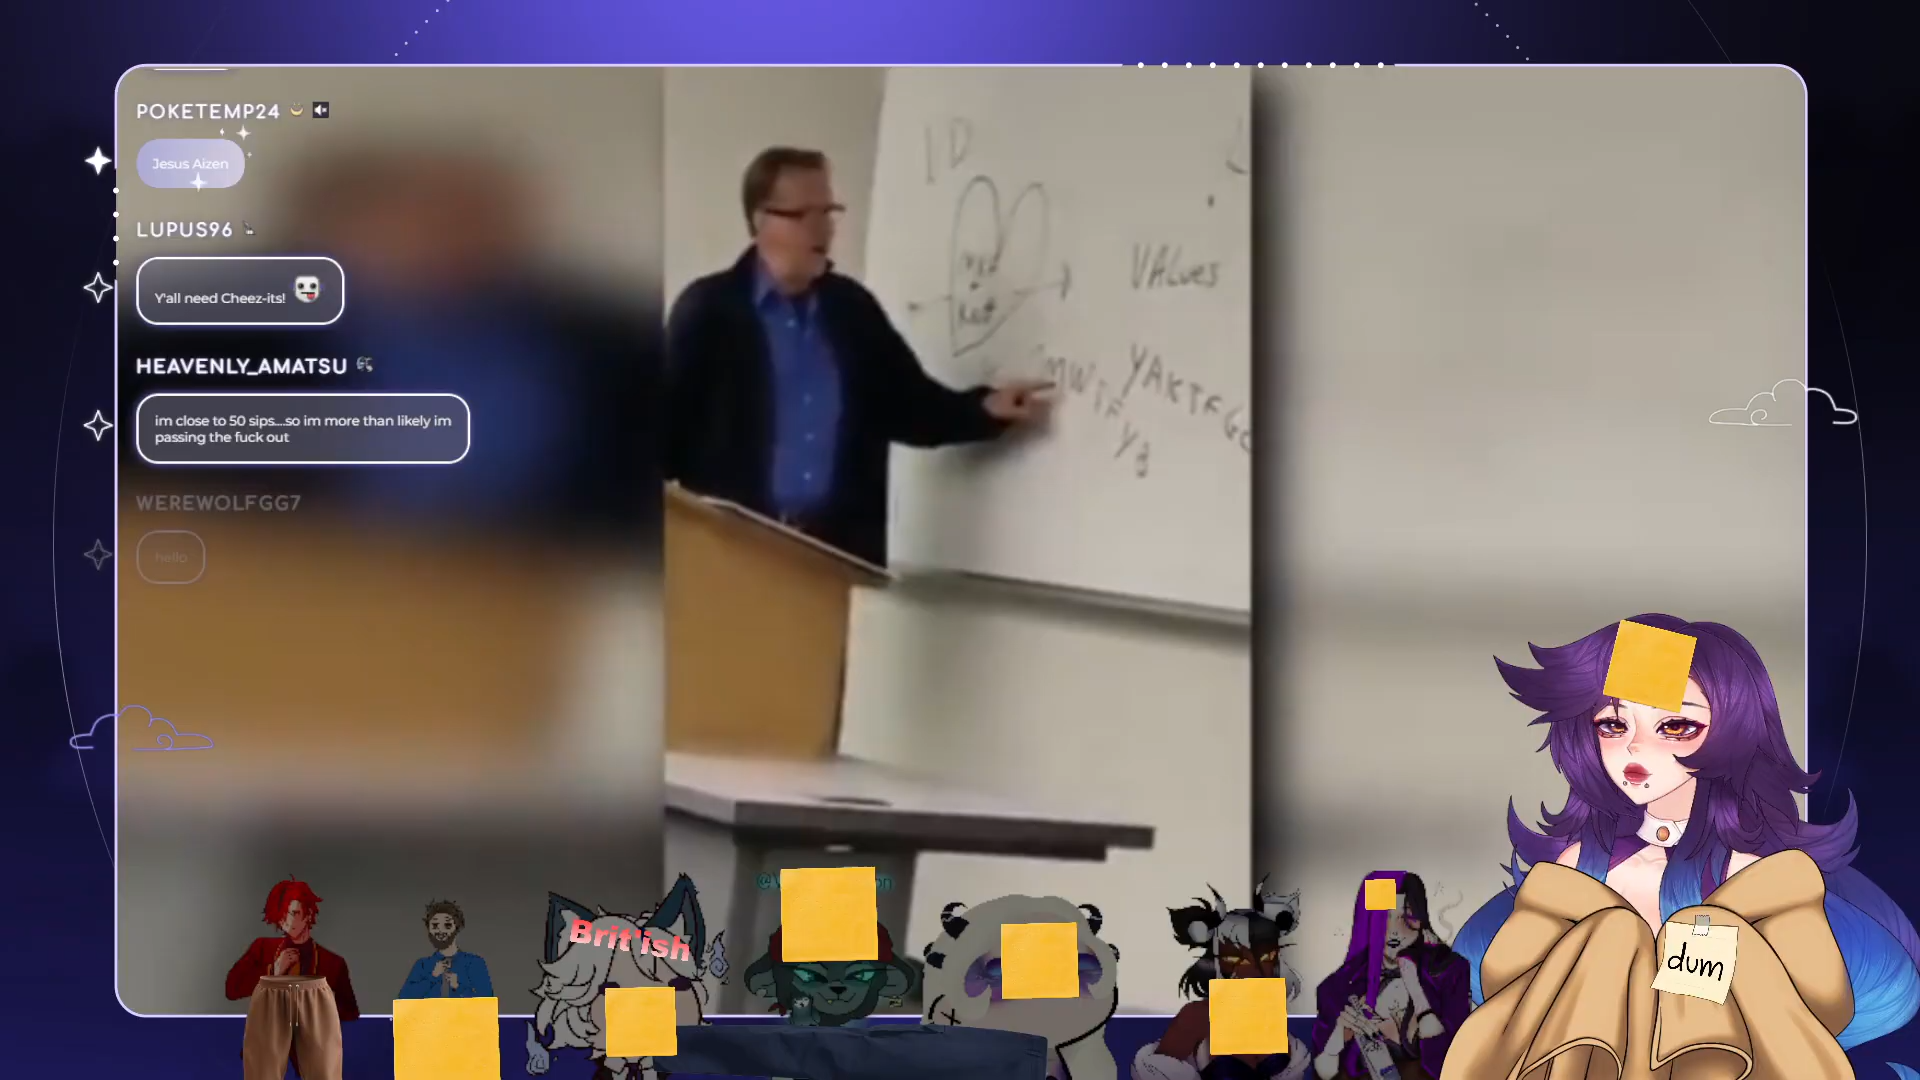 POKETEMP24
Jesus Aizen
LUPUS96
Y'all need Cheez-its!
HEAVENLY_AMATSU
im close to 50 sips....so im more than likely im
passing the fuck out
WEREWOLFGG7
hello
ID
VALUES
YAKTFGC
Brit'ish
dum